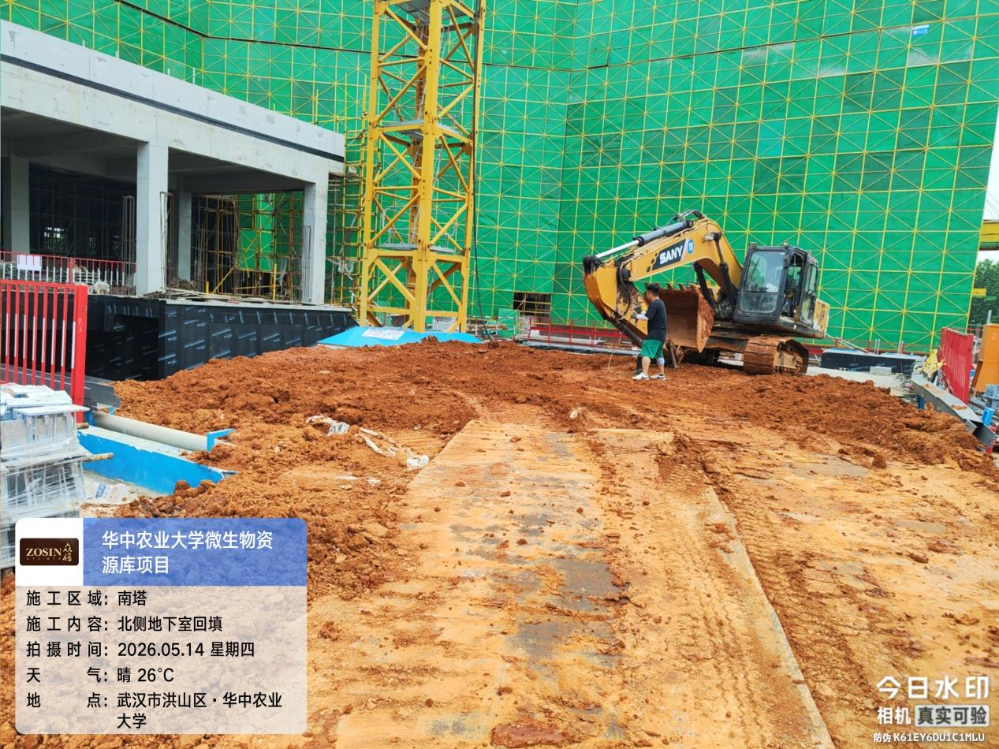 SANY
15
ZOSIN众信
华中农业大学微生物资
源库项目
施工区域：南塔
施工内容：北侧地下室回填
拍摄时间：2026.05.14 星期四
天气：晴 26℃
地点：武汉市洪山区·华中农业
大学
今日水印
相机 真实可验
防伪 K61EY6DU1C1MLU